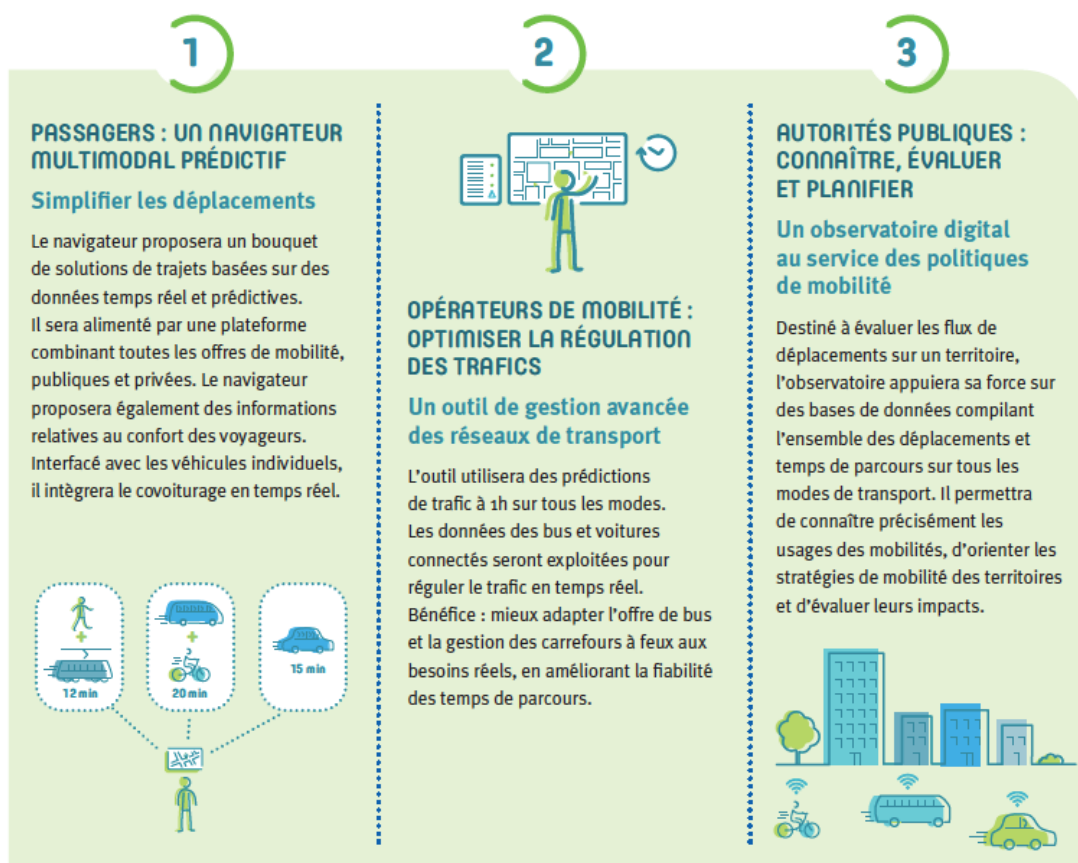 1
PASSAGERS : UN NAVIGATEUR
MULTIMODAL PRÉDICTIF
Simplifier les déplacements
Le navigateur proposera un bouquet
de solutions de trajets basées sur des
données temps réel et prédictives.
Il sera alimenté par une plateforme
combinant toutes les offres de mobilité,
publiques et privées. Le navigateur
proposera également des informations
relatives au confort des voyageurs.
Interfacé avec les véhicules individuels,
il intègrera le covoiturage en temps réel.
+
12 min
+
20 min
15 min
2
OPÉRATEURS DE MOBILITÉ :
OPTIMISER LA RÉGULATION
DES TRAFICS
Un outil de gestion avancée
des réseaux de transport
L'outil utilisera des prédictions
de trafic à 1h sur tous les modes.
Les données des bus et voitures
connectés seront exploitées pour
réguler le trafic en temps réel.
Bénéfice : mieux adapter l'offre de bus
et la gestion des carrefours à feux aux
besoins réels, en améliorant la fiabilité
des temps de parcours.
3
AUTORITÉS PUBLIQUES :
CONNAÎTRE, ÉVALUER
ET PLANIFIER
Un observatoire digital
au service des politiques
de mobilité
Destiné à évaluer les flux de
déplacements sur un territoire,
l'observatoire appuiera sa force sur
des bases de données compilant
l'ensemble des déplacements et
temps de parcours sur tous les
modes de transport. Il permettra
de connaître précisément les
usages des mobilités, d'orienter les
stratégies de mobilité des territoires
et d'évaluer leurs impacts.